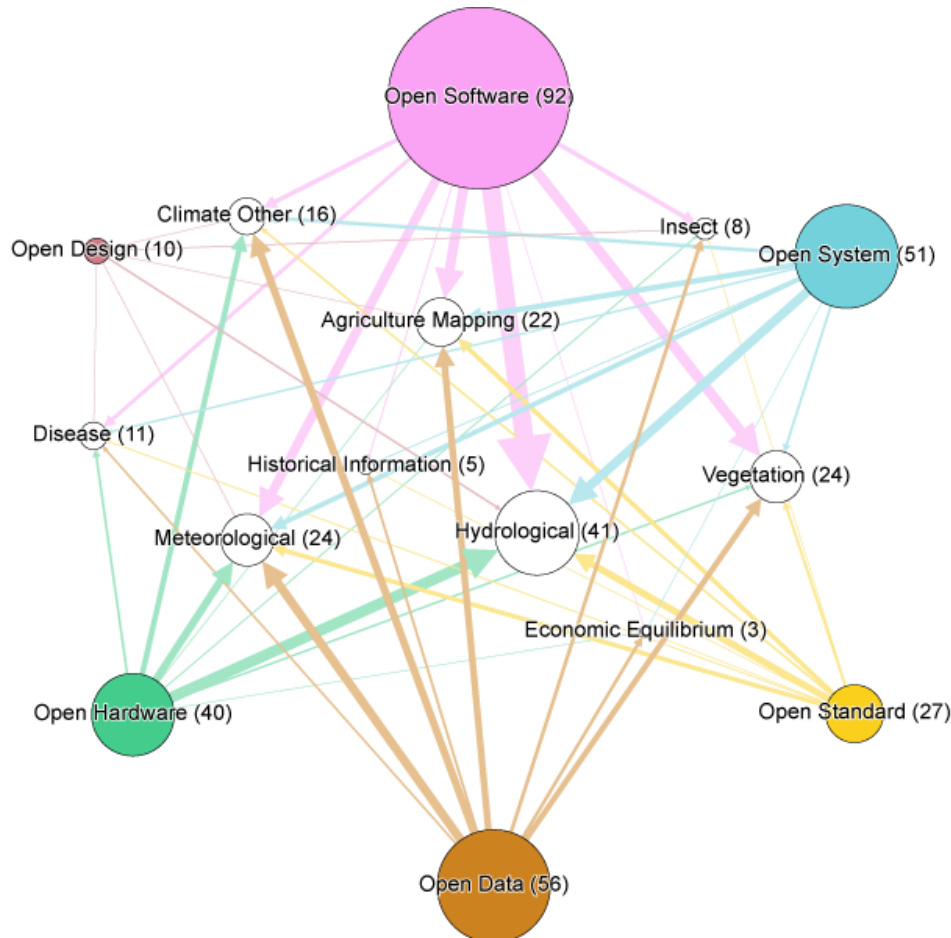 Open Software (92)
Climate Other (16)
Insect (8)
Open Design (10)
Open System (51)
Agriculture Mapping (22)
Disease (11)
Historical Information (5)
Vegetation (24)
Meteorological (24)
Hydrological (41)
Economic Equilibrium (3)
Open Hardware (40)
Open Standard (27)
Open Data (56)